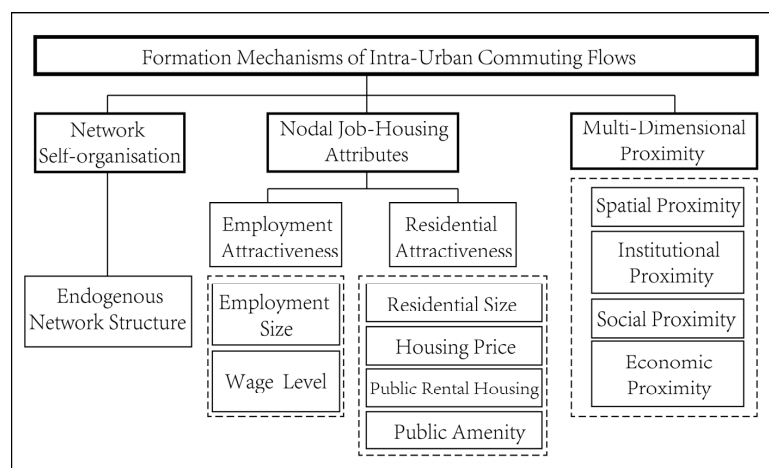 Formation Mechanisms of Intra-Urban Commuting Flows
Network
Self-organisation
Nodal Job-Housing
Attributes
Multi-Dimensional
Proximity
Employment
Attractiveness
Residential
Attractiveness
Endogenous
Network Structure
Employment
Size
Wage Level
Residential Size
Housing Price
Public Rental Housing
Public Amenity
Spatial Proximity
Institutional
Proximity
Social Proximity
Economic
Proximity